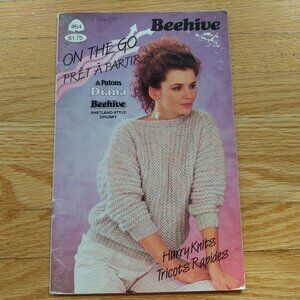 464
$1.75
Beehive
ON THE GO
PRÊT À PARTIR
Patons
Diana
Beehive
SHETLAND-STYLE
CHUNKY
Hurry Knits
Tricots Rapides